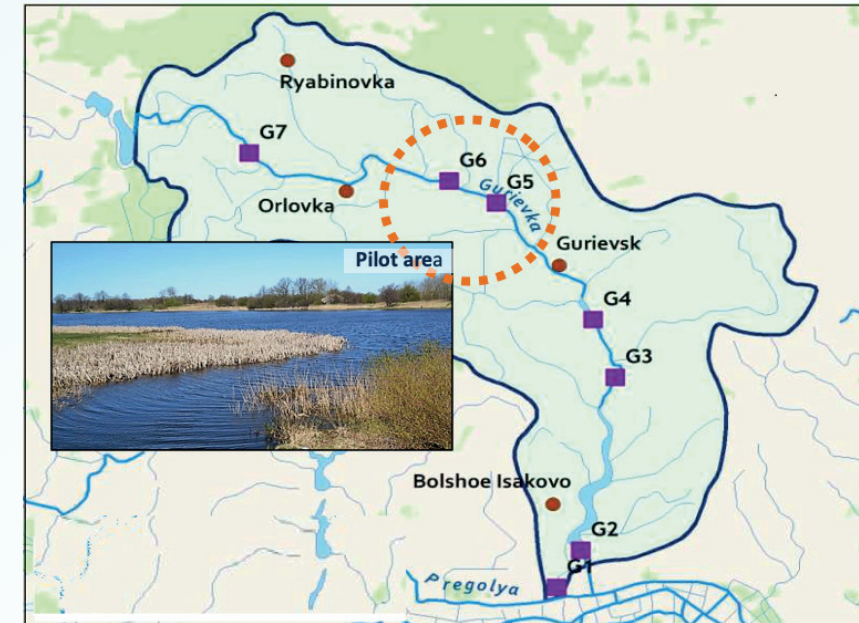 Ryabinovka
G7
G6
G5
Orlovka
Gurievka
Gurievsk
Pilot area
G4
G3
Bolshoe Isakovo
G2
G1
Pregolya